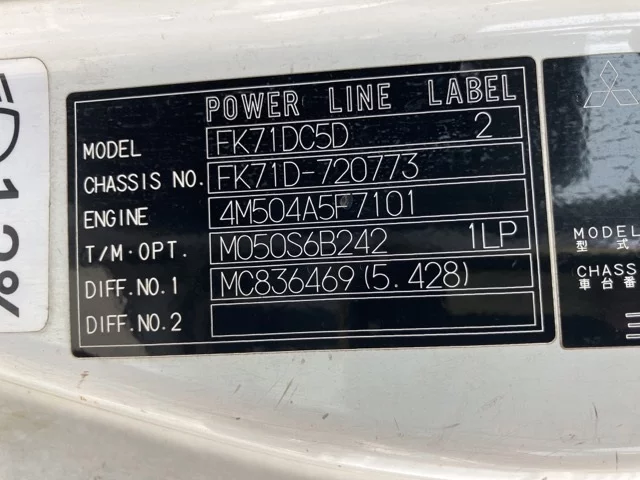 POWER LINE LABEL
MODEL FK71DC5D 2
CHASSIS NO. FK71D-720773
ENGINE 4M504A5F7101
T/M·OPT. M050S6B242 1LP
DIFF.NO.1 MC836469(5.428)
DIFF.NO.2
MODEL
型式
CHASS
車台番